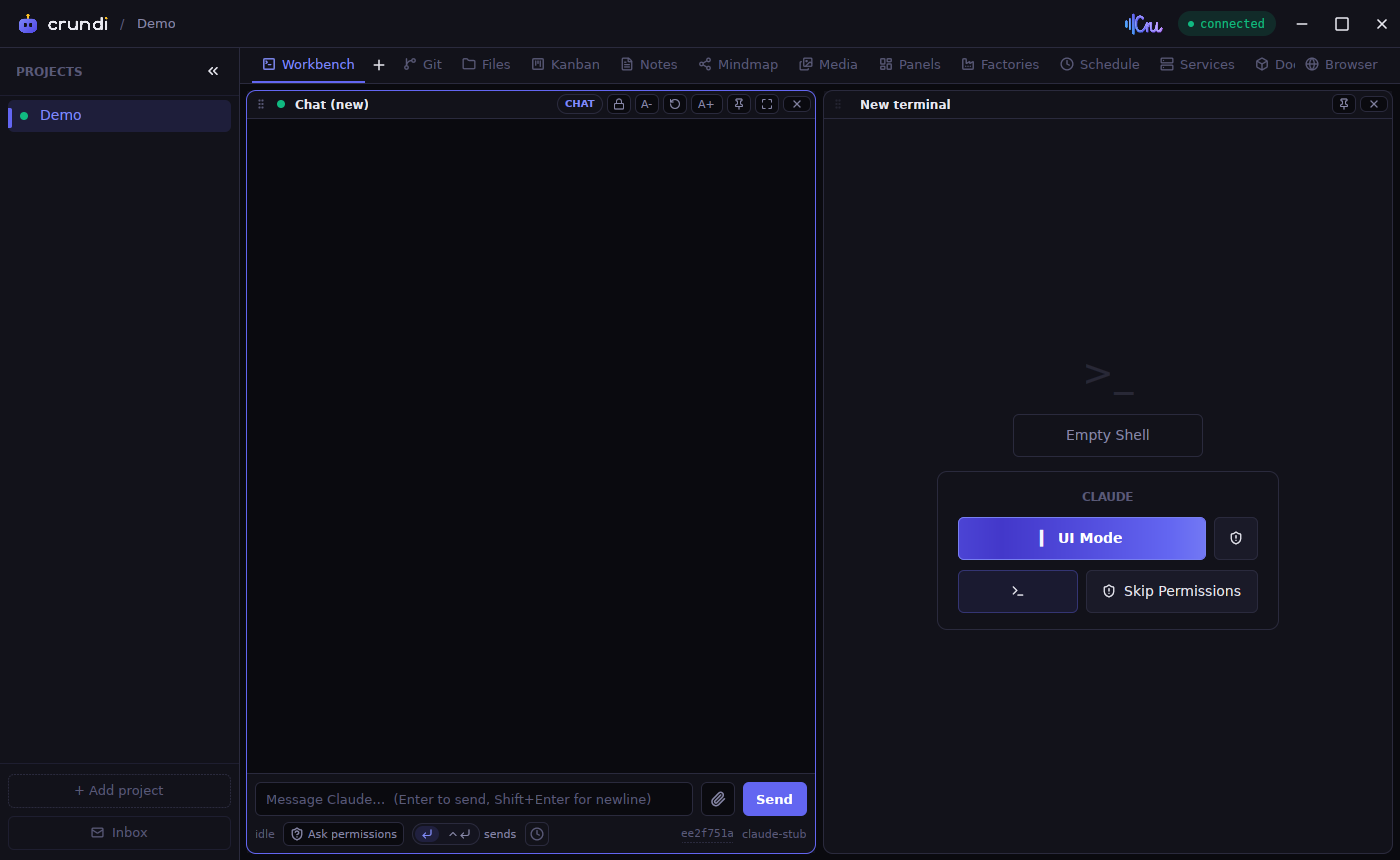 crundi / Demo
Cru
connected
PROJECTS
Workbench + Git Files Kanban Notes Mindmap Media Panels Factories Schedule Services Browser
Demo
Chat (new) CHAT A- A+
New terminal
>_
Empty Shell
CLAUDE
UI Mode
Skip Permissions
+ Add project
Inbox
Message Claude... (Enter to send, Shift+Enter for newline) Send
idle Ask permissions sends ee2f751a claude-stub